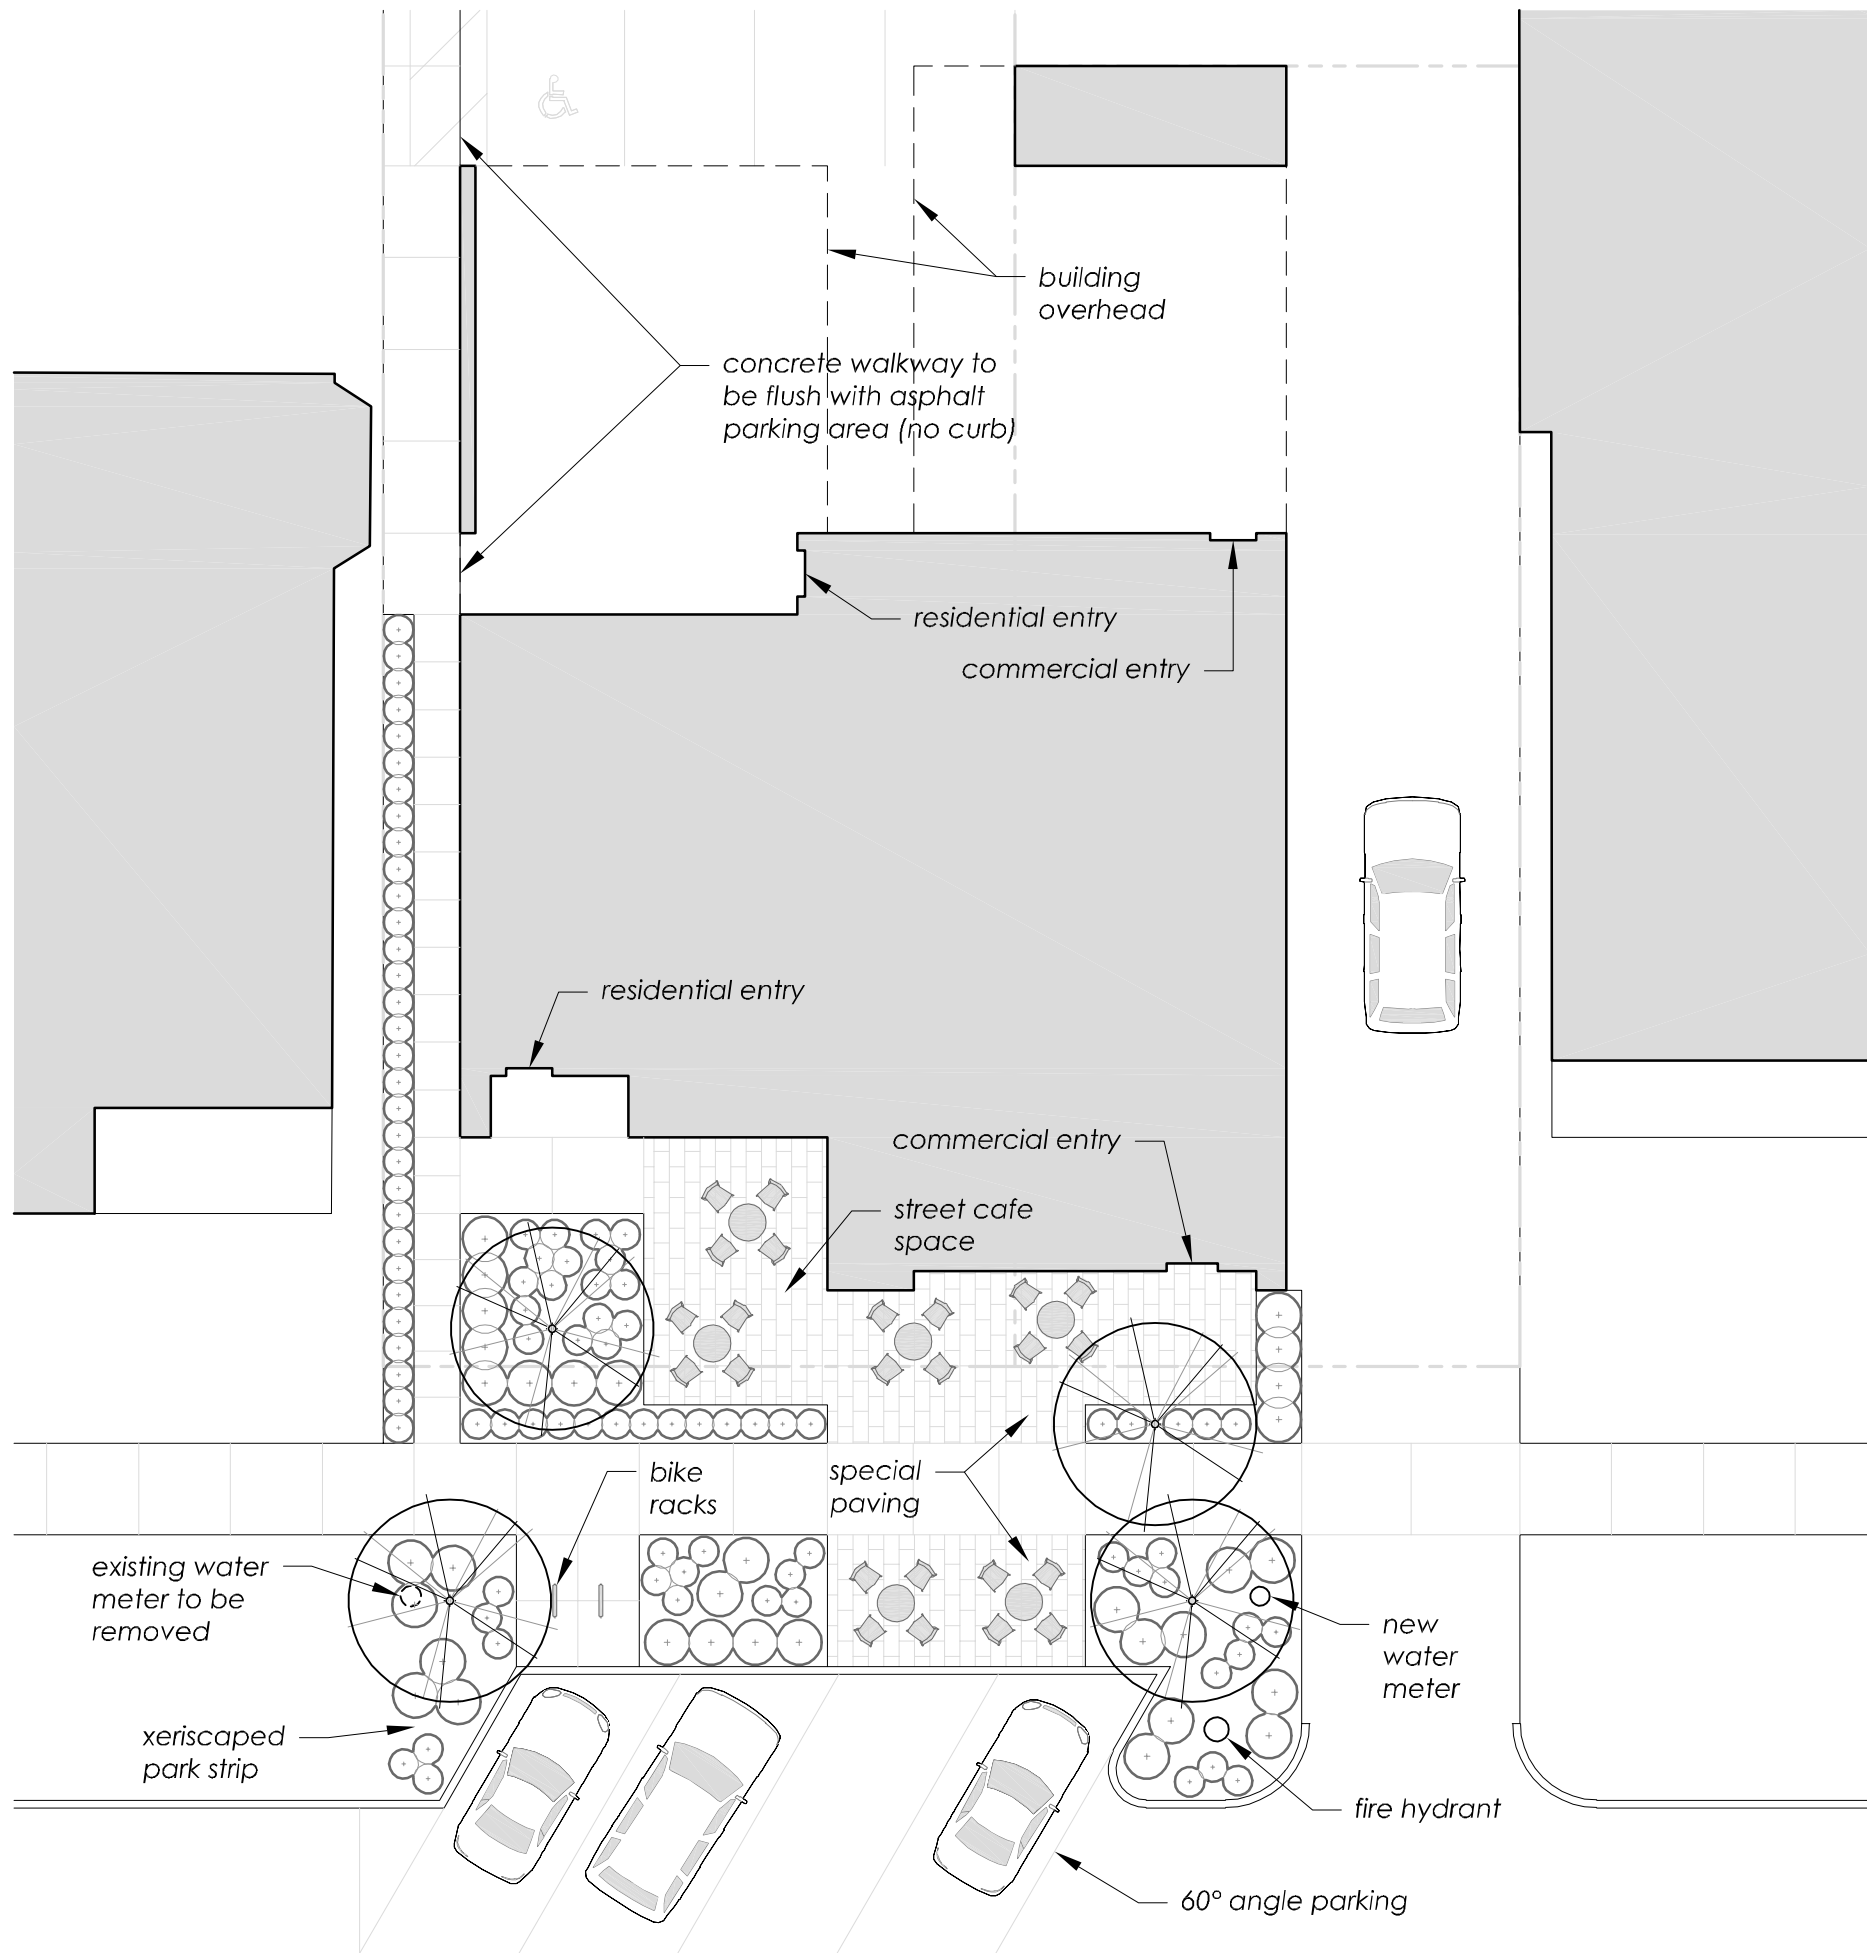 building
overhead
concrete walkway to
be flush with asphalt
parking area (no curb)
residential entry
commercial entry
residential entry
commercial entry
street cafe
space
bike
racks
special
paving
existing water
meter to be
removed
new
water
meter
xeriscaped
park strip
fire hydrant
60° angle parking